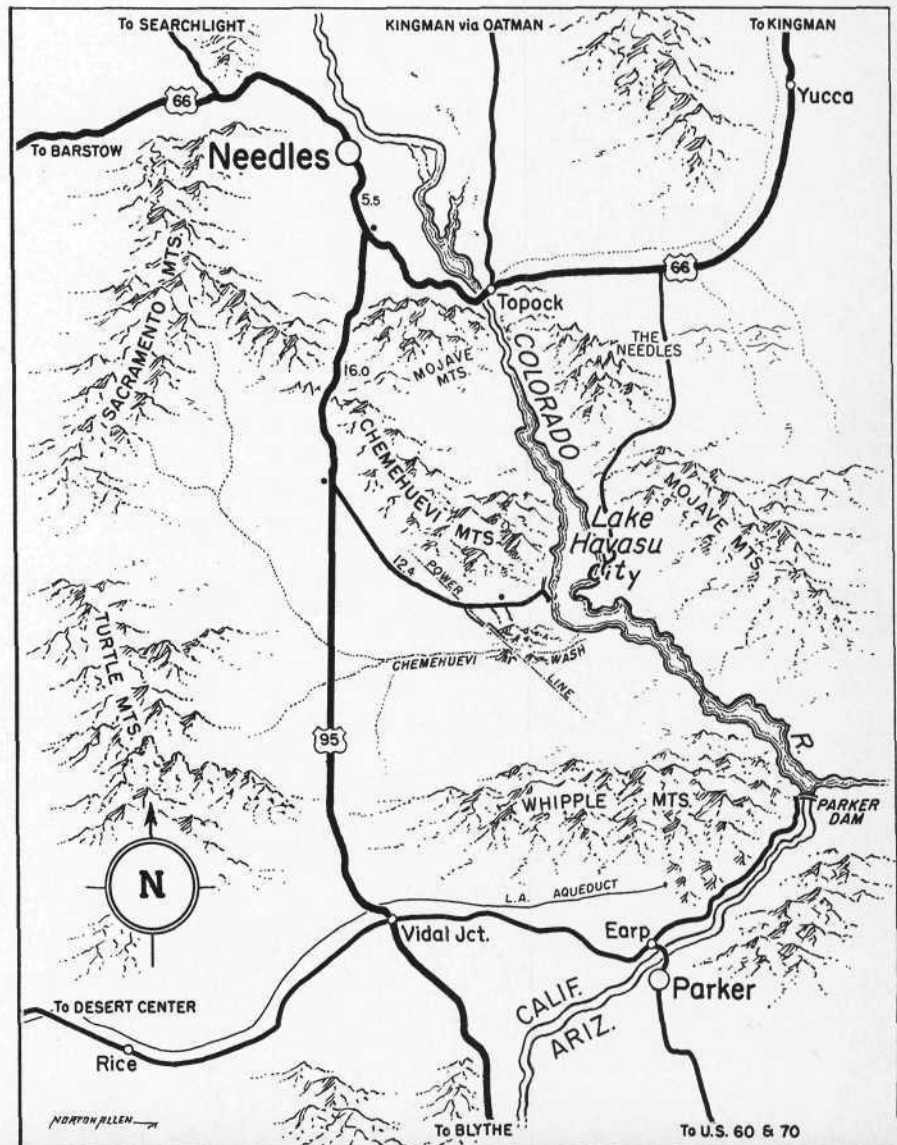 To SEARCHLIGHT
KINGMAN via OATMAN
To KINGMAN
66
Yucca
To BARSTOW
Needles
5.5
66
Topock
SACRAMENTO MTS.
THE
NEEDLES
COLORADO
MOJAVE
MTS.
16.0
CHEMEHUEVI MTS.
MOJAVE MTS.
Lake
Havasu
City
12.4
POWER
LINE
TURTLE MTS.
CHEMEHUEVI WASH
95
R.
WHIPPLE MTS.
PARKER
DAM
N
L.A. AQUEDUCT
Vidal Jct.
Earp
Parker
To DESERT CENTER
CALIF.
ARIZ.
Rice
NORTON ALLEN
To BLYTHE
To U.S. 60 & 70